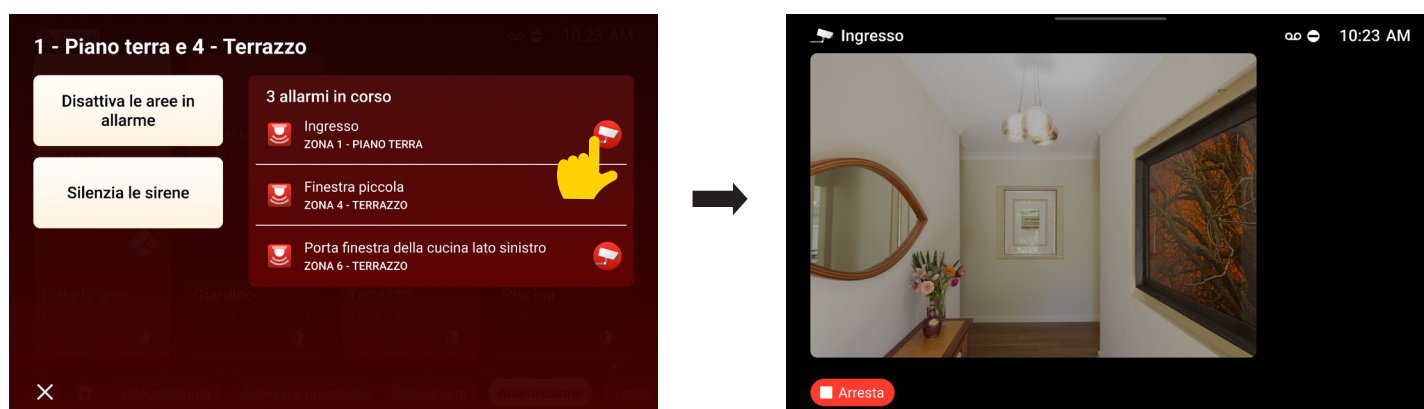 1 - Piano terra e 4 - Terrazzo
10:23 AM
Disattiva le aree in
allarme
Silenzia le sirene
3 allarmi in corso
Ingresso
ZONA 1 - PIANO TERRA
Finestra piccola
ZONA 4 - TERRAZZO
Porta finestra della cucina lato sinistro
ZONA 6 - TERRAZZO
Tutte le aree
Giardino
Terrazzo
Piscina
Telecamere
Antintrusione
Ingresso
10:23 AM
Arresta